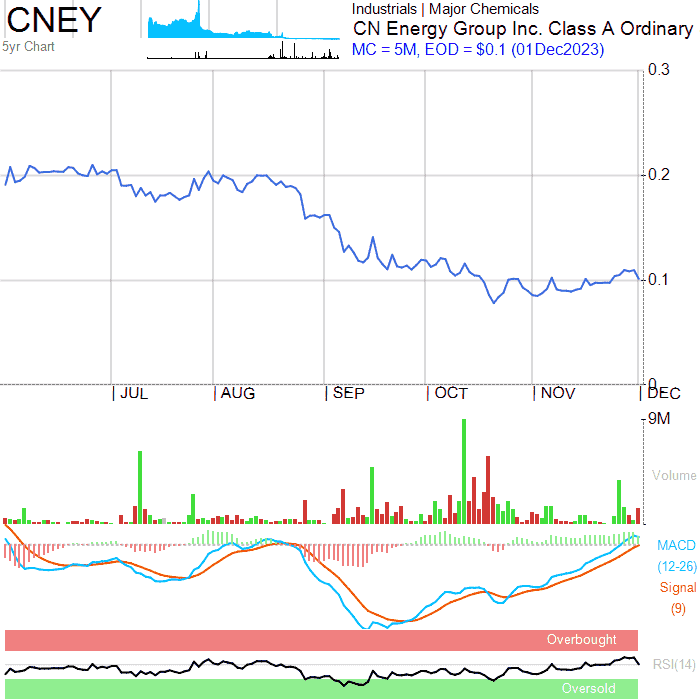 CNEY
5yr Chart
Industrials | Major Chemicals
CN Energy Group Inc. Class A Ordinary
MC = 5M, EOD = $0.1 (01Dec2023)
0.3
0.2
0.1
0
JUL AUG SEP OCT NOV DEC
9M
Volume
MACD
(12-26)
Signal
(9)
Overbought
RSI(14)
Oversold